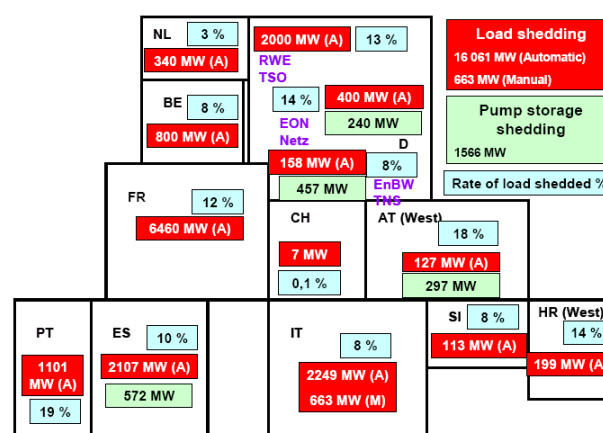 NL
3 %
340 MW (A)
2000 MW (A)
13 %
RWE
TSO
14 %
400 MW (A)
240 MW
EON
Netz
D
158 MW (A)
8%
457 MW
EnBW
TNS
Load shedding
16 061 MW (Automatic)
663 MW (Manual)
Pump storage
shedding
1566 MW
Rate of load shedded %
BE
8 %
800 MW (A)
FR
12 %
6460 MW (A)
CH
7 MW
0,1 %
AT (West)
18 %
127 MW (A)
297 MW
PT
1101
MW (A)
19 %
ES
10 %
2107 MW (A)
572 MW
IT
8 %
2249 MW (A)
663 MW (M)
SI
8 %
113 MW (A)
HR (West)
14 %
199 MW (A